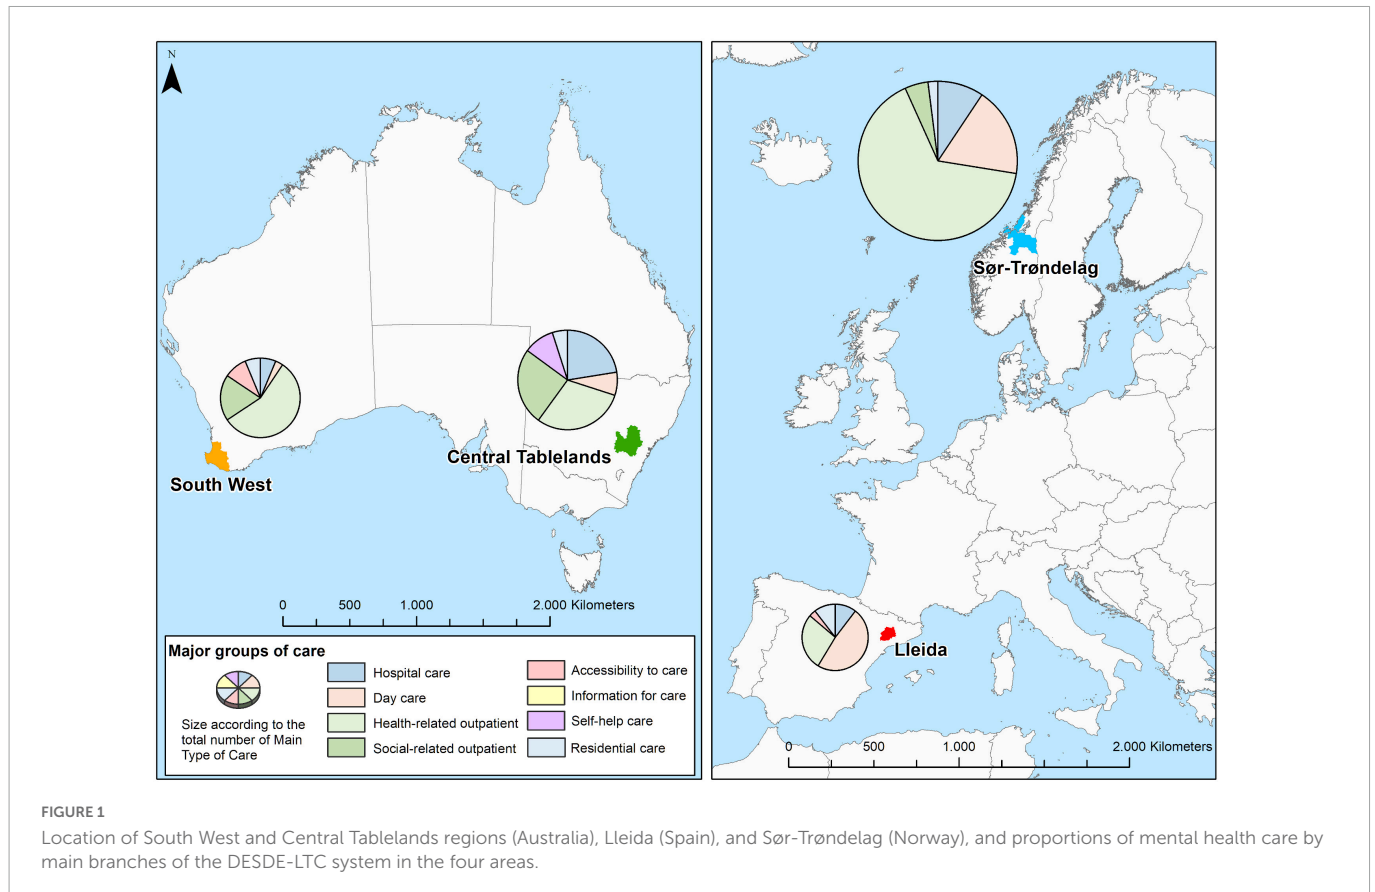 N
South West
Central Tablelands
0 500 1.000 2.000 Kilometers
Major groups of care
Size according to the
total number of Main
Type of Care
Hospital care
Day care
Health-related outpatient
Social-related outpatient
Accessibility to care
Information for care
Self-help care
Residential care
Sør-Trøndelag
Lleida
0 500 1.000 2.000 Kilometers
FIGURE 1
Location of South West and Central Tablelands regions (Australia), Lleida (Spain), and Sør-Trøndelag (Norway), and proportions of mental health care by
main branches of the DESDE-LTC system in the four areas.